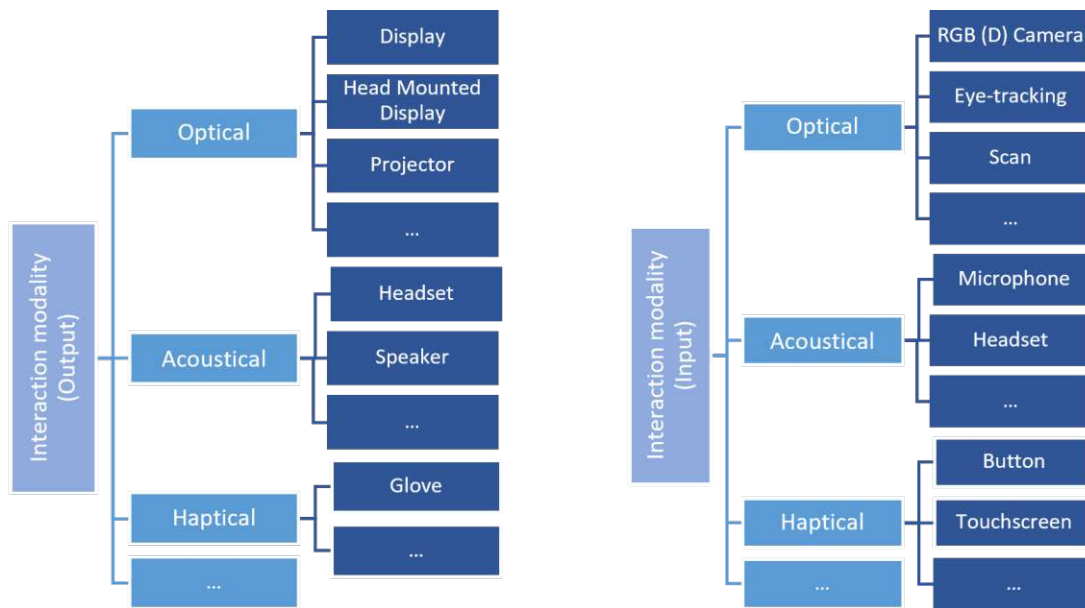 Interaction modality
(Output)
Optical
Display
Head Mounted
Display
Projector
...
Acoustical
Headset
Speaker
...
Haptical
Glove
...
...
Interaction modality
(Input)
Optical
RGB (D) Camera
Eye-tracking
Scan
...
Acoustical
Microphone
Headset
...
Haptical
Button
Touchscreen
...
...